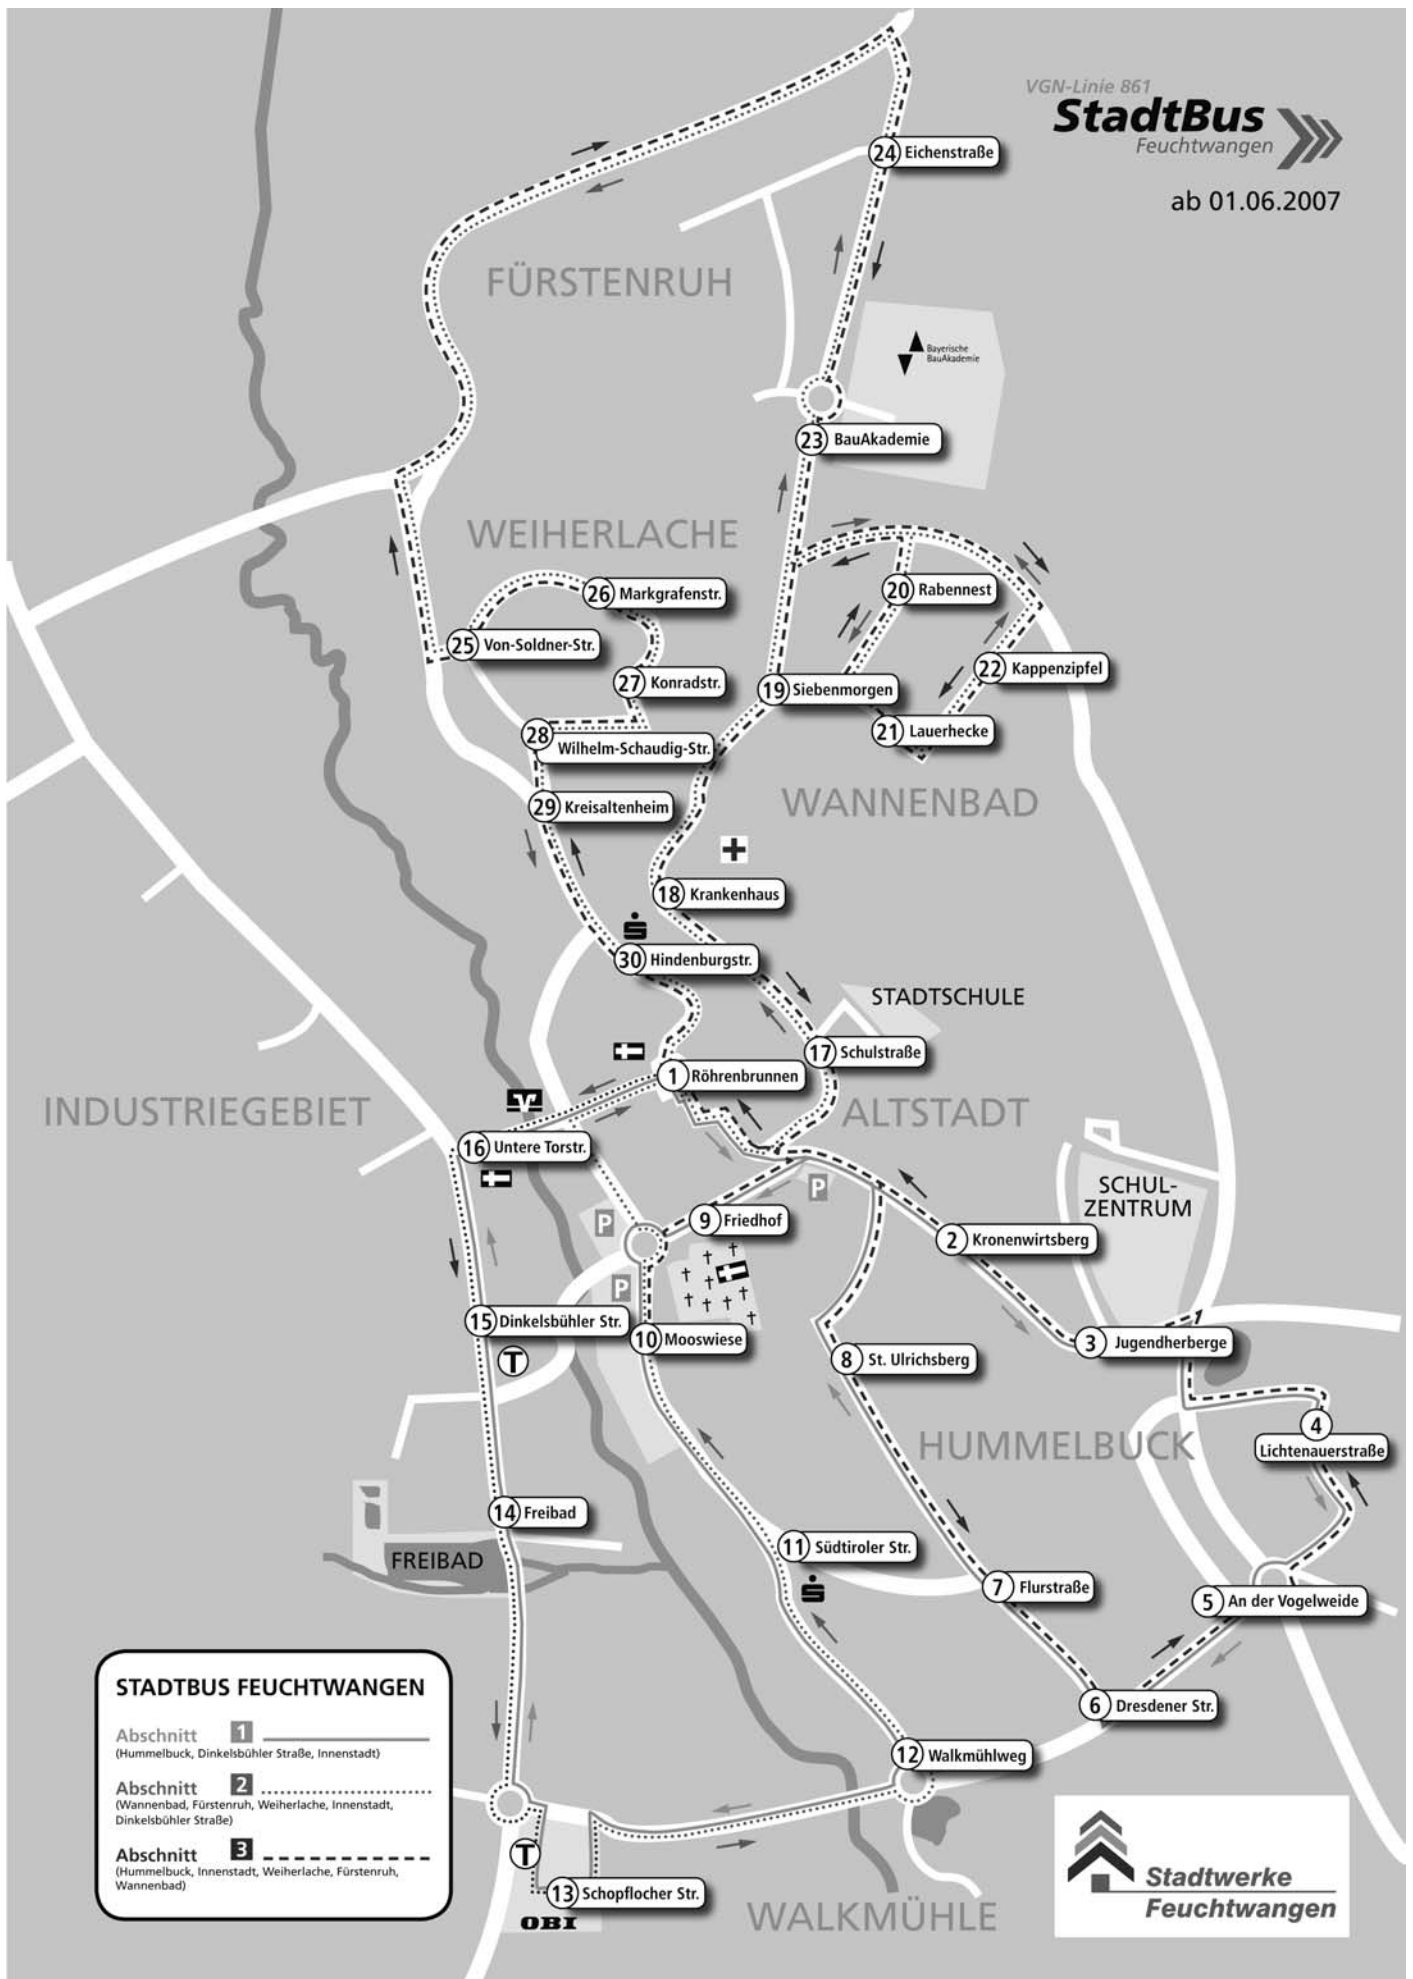 VGN-Linie 861
StadtBus
Feuchtwangen
ab 01.06.2007
24 Eichenstraße
FÜRSTENRUH
Bayerische
BauAkademie
23 BauAkademie
WEIHERLACHE
26 Markgrafenstr.
20 Rabennest
25 Von-Soldner-Str.
22 Kappenzipfel
27 Konradstr.
19 Siebenmorgen
21 Lauerhecke
28 Wilhelm-Schaudig-Str.
29 Kreisaltenheim
WANNENBAD
18 Krankenhaus
30 Hindenburgstr.
STADTSCHULE
17 Schulstraße
1 Röhrenbrunnen
INDUSTRIEGEBIET
ALTSTADT
16 Untere Torstr.
P
SCHUL-
ZENTRUM
9 Friedhof
P
2 Kronenwirtsberg
P
15 Dinkelsbühler Str.
10 Mooswiese
3 Jugendherberge
T
8 St. Ulrichsberg
4
Lichtenauerstraße
HUMMELBUCK
14 Freibad
FREIBAD
11 Südtiroler Str.
7 Flurstraße
5 An der Vogelweide
6 Dresdener Str.
12 Walkmühlweg
T
13 Schopflocher Str.
OBI
WALKMÜHLE
STADTBUS FEUCHTWANGEN
Abschnitt 1
(Hummelbuck, Dinkelsbühler Straße, Innenstadt)
Abschnitt 2
(Wannenbad, Fürstenruh, Weiherlache, Innenstadt,
Dinkelsbühler Straße)
Abschnitt 3
(Hummelbuck, Innenstadt, Weiherlache, Fürstenruh,
Wannenbad)
Stadtwerke
Feuchtwangen